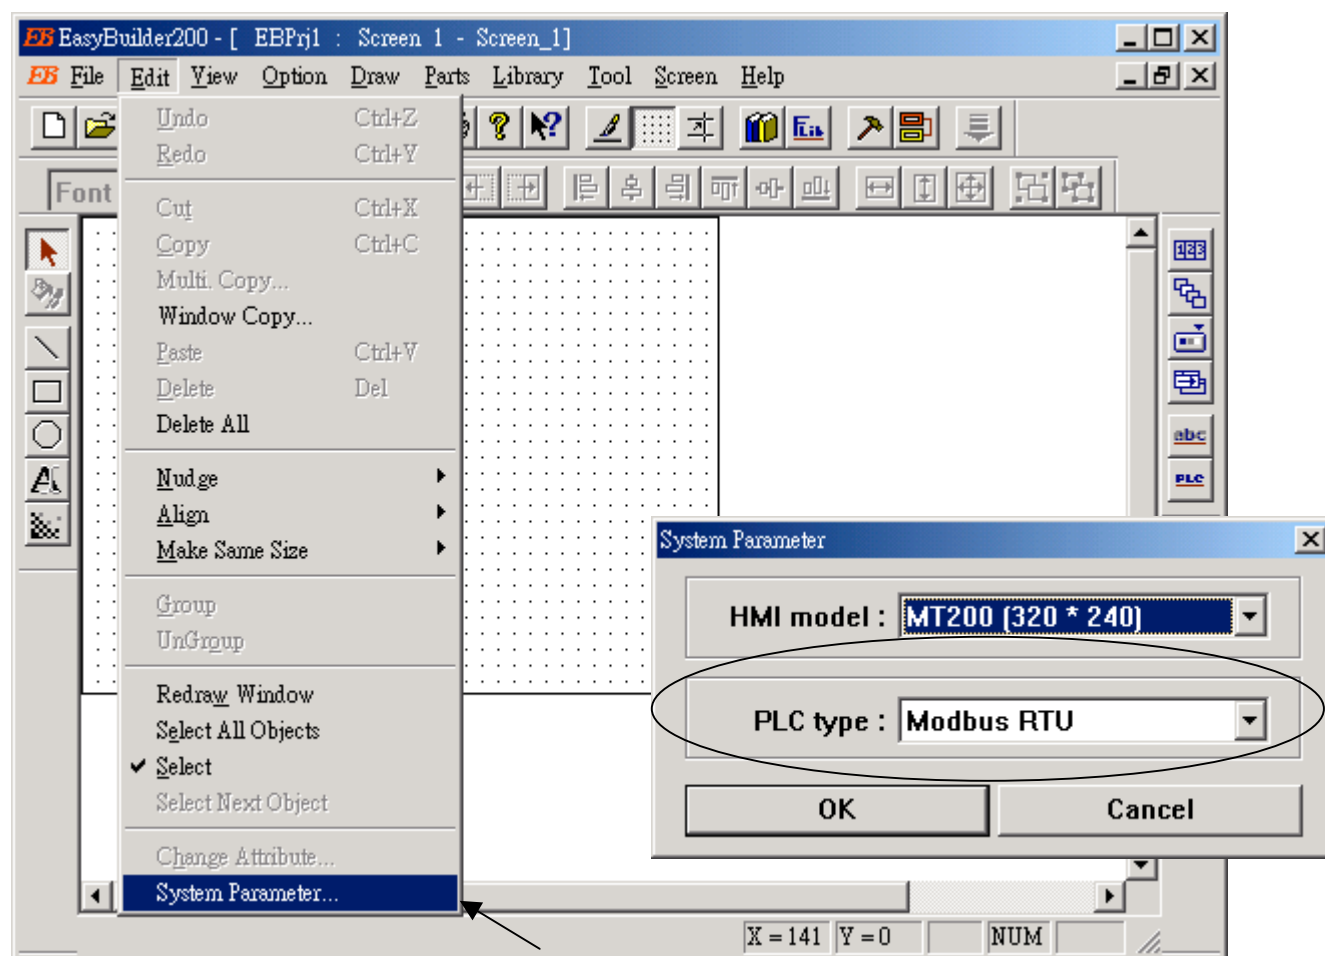 EB EasyBuilder200 - [ EBPrj1 : Screen 1 - Screen_1]
EB File Edit View Option Draw Parts Library Tool Screen Help
Undo Ctrl+Z
Redo Ctrl+Y
Font
Cut Ctrl+X
Copy Ctrl+C
Multi. Copy...
Window Copy...
Paste Ctrl+V
Delete Del
Delete All
Nudge
Align
Make Same Size
Group
UnGroup
Redraw Window
Select All Objects
Select
Select Next Object
Change Attribute...
System Parameter...
123
abc
PLC
System Parameter
HMI model : MT200 (320 * 240)
PLC type : Modbus RTU
OK Cancel
X = 141 Y = 0 NUM